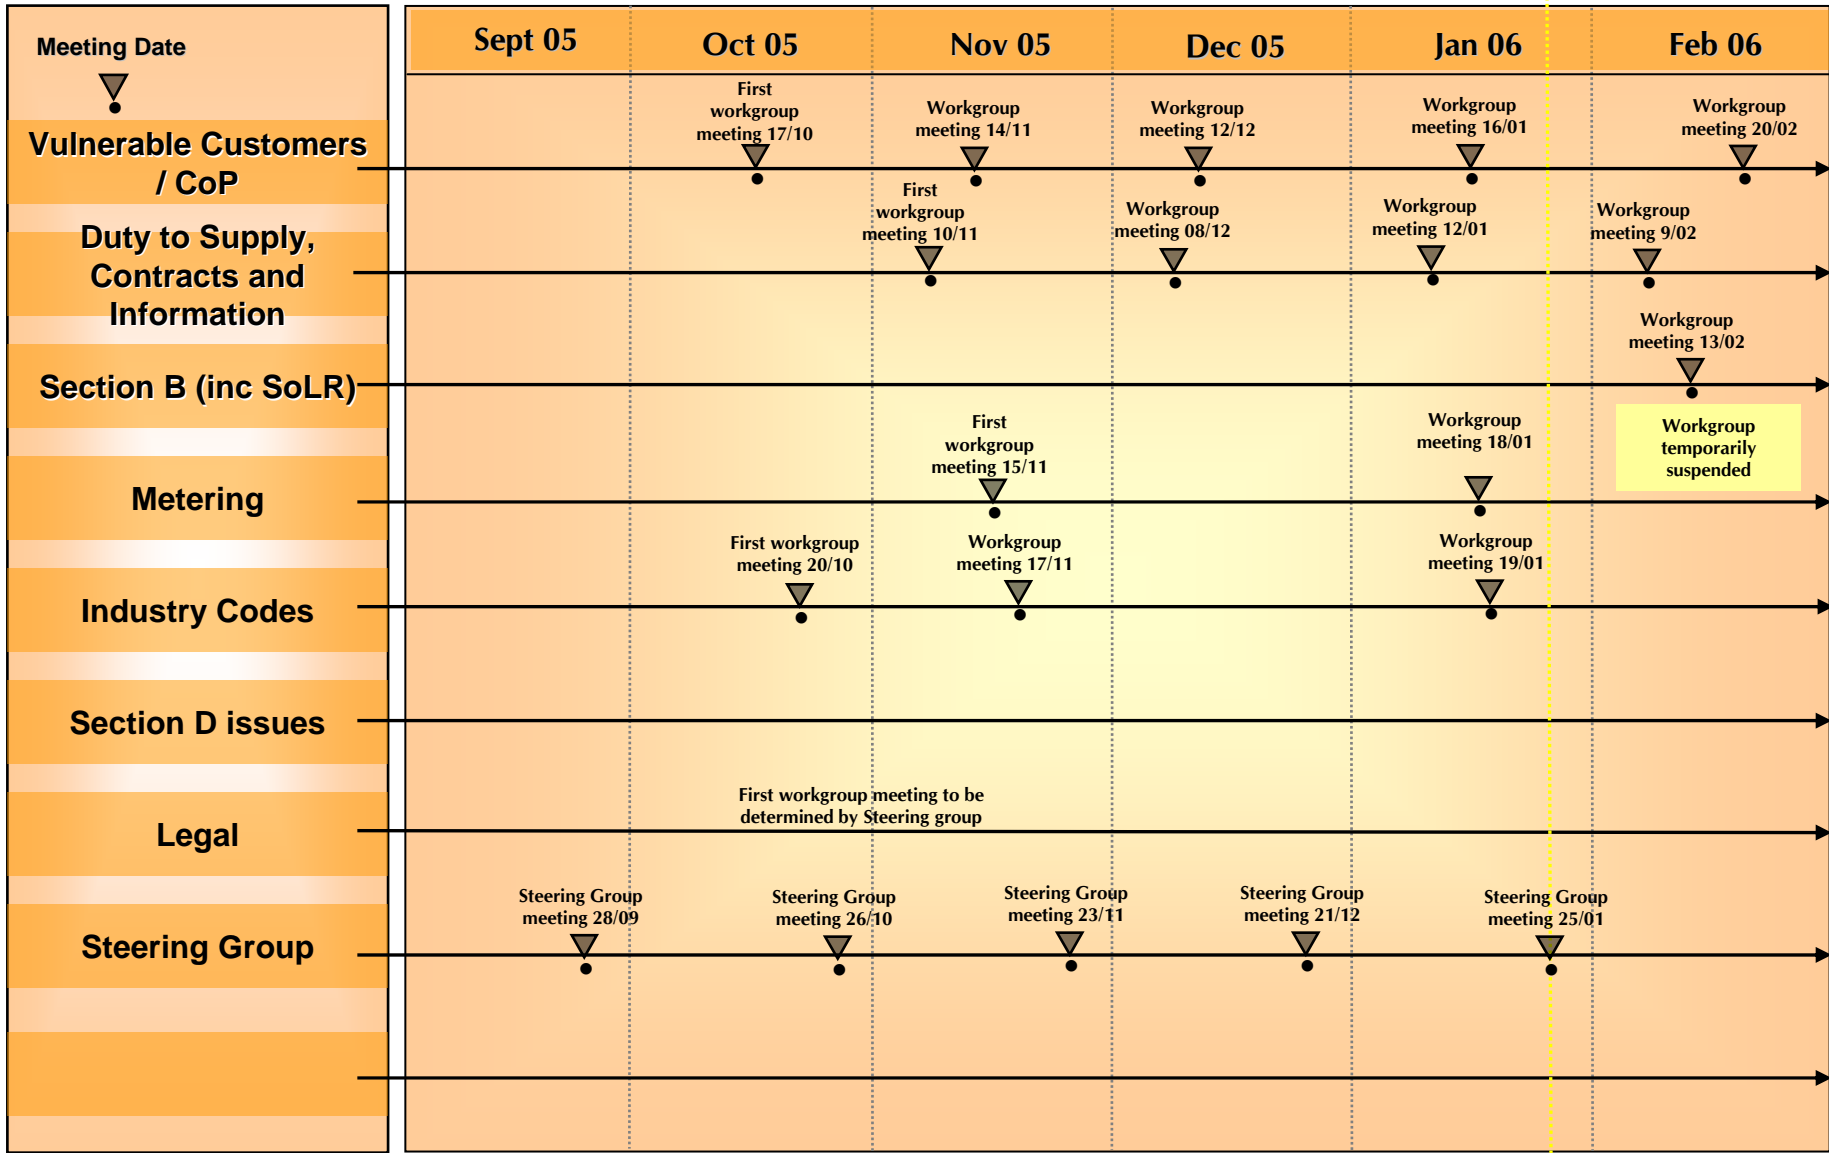 Meeting Date
Sept 05
Oct 05
Nov 05
Dec 05
Jan 06
Feb 06
Vulnerable Customers
/ CoP
First
workgroup
meeting 17/10
Workgroup
meeting 14/11
Workgroup
meeting 12/12
Workgroup
meeting 16/01
Workgroup
meeting 20/02
Duty to Supply,
Contracts and
Information
First
workgroup
meeting 10/11
Workgroup
meeting 08/12
Workgroup
meeting 12/01
Workgroup
meeting 9/02
Section B (inc SoLR)
Workgroup
meeting 13/02
Metering
First
workgroup
meeting 15/11
Workgroup
meeting 18/01
Workgroup
temporarily
suspended
Industry Codes
First workgroup
meeting 20/10
Workgroup
meeting 17/11
Workgroup
meeting 19/01
Section D issues
Legal
First workgroup meeting to be
determined by Steering group
Steering Group
Steering Group
meeting 28/09
Steering Group
meeting 26/10
Steering Group
meeting 23/11
Steering Group
meeting 21/12
Steering Group
meeting 25/01